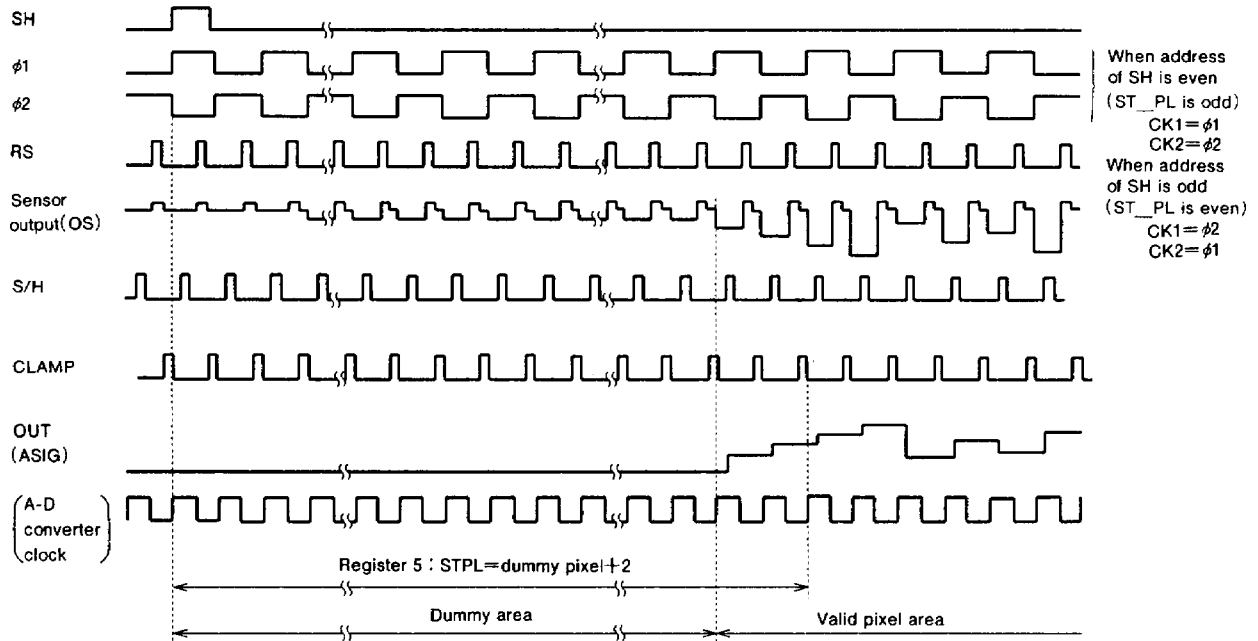 SH
ϕ1
ϕ2
RS
Sensor
output(OS)
S/H
CLAMP
OUT
(ASIG)
A-D
converter
clock
When address
of SH is even
(ST__PL is odd)
CK1=ϕ1
CK2=ϕ2
When address
of SH is odd
(ST__PL is even)
CK1=ϕ2
CK2=ϕ1
Register 5 : STPL=dummy pixel+2
Dummy area
Valid pixel area